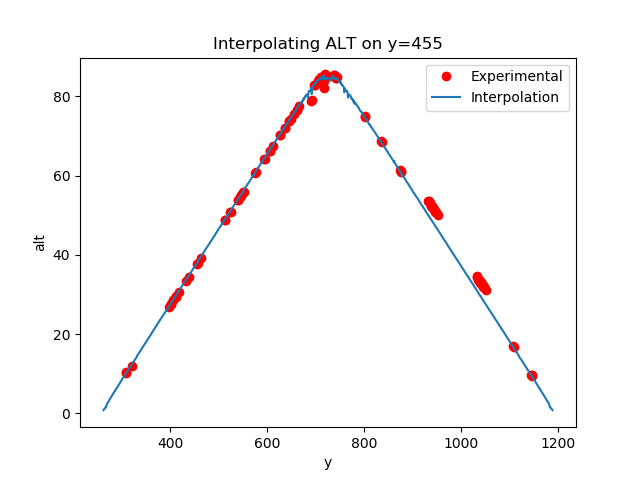 Interpolating ALT on y=455
Experimental
Interpolation
alt
80
60
40
20
0
400 600 800 1000 1200
y